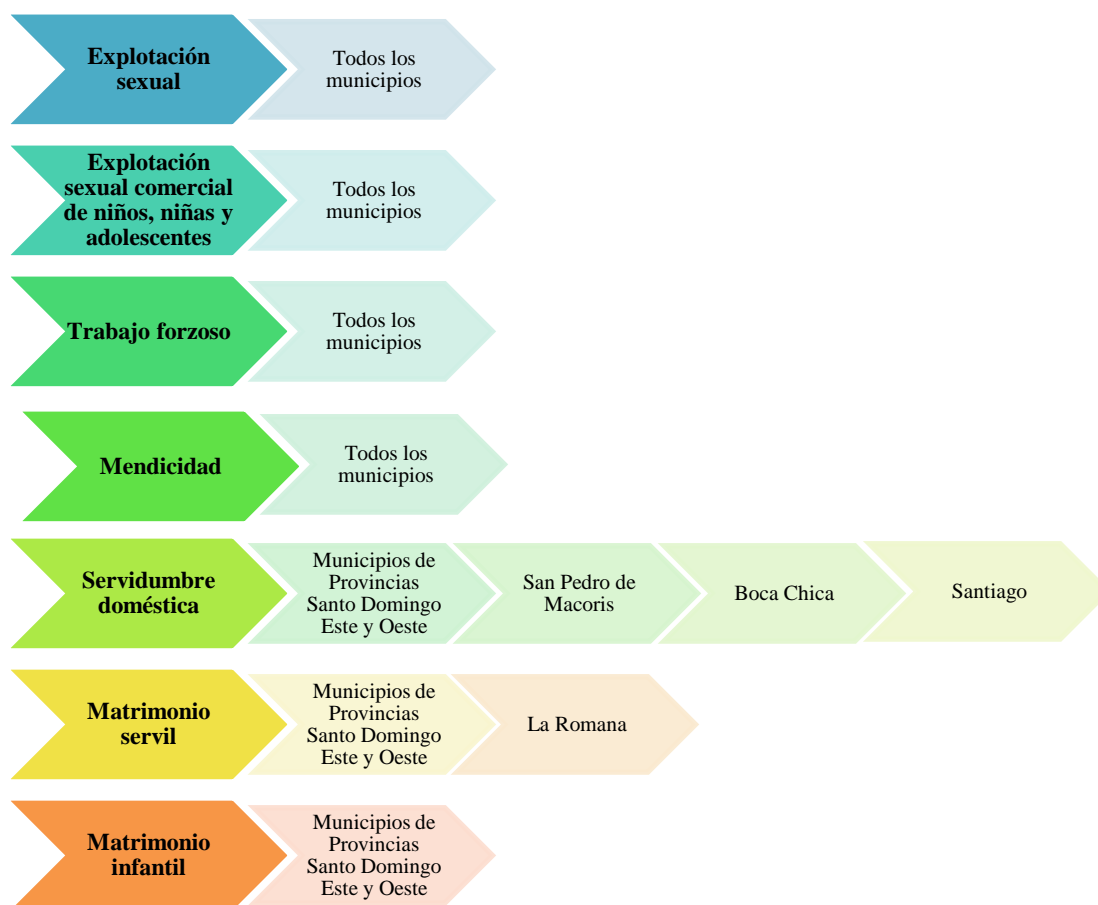 Explotación
sexual
Todos los
municipios
Explotación
sexual comercial
de niños, niñas y
adolescentes
Todos los
municipios
Trabajo forzoso
Todos los
municipios
Mendicidad
Todos los
municipios
Servidumbre
doméstica
Municipios de
Provincias
Santo Domingo
Este y Oeste
San Pedro de
Macoris
Boca Chica
Santiago
Matrimonio
servil
Municipios de
Provincias
Santo Domingo
Este y Oeste
La Romana
Matrimonio
infantil
Municipios de
Provincias
Santo Domingo
Este y Oeste